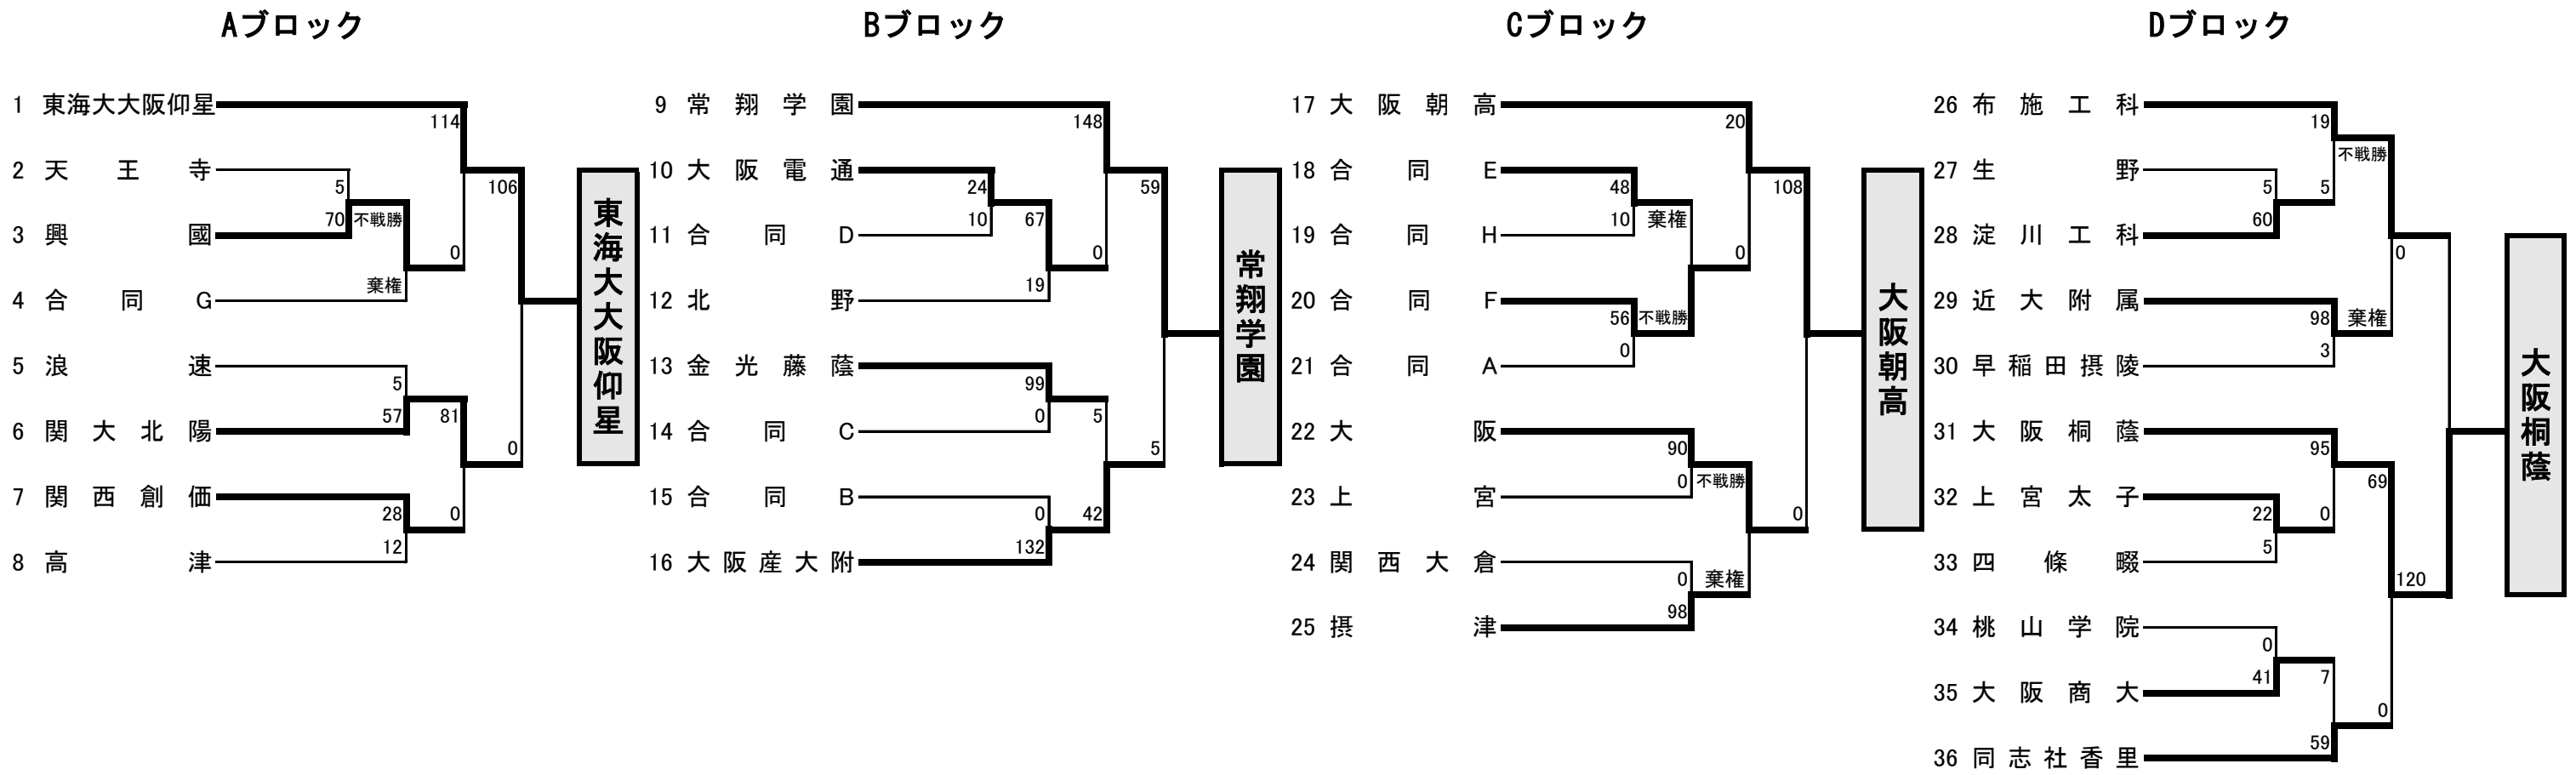 Aブロック
1 東海大大阪仰星
114
2 天王寺
5
106
3 興國
70
不戦勝
0
4 合同G
棄権
5 浪速
5
6 関大北陽
57
81
0
7 関西創価
28
0
8 高津
12
東海大大阪仰星
Bブロック
9 常翔学園
148
10 大阪電通
24
59
11 合同D
10
67
0
12 北野
19
13 金光藤蔭
99
14 合同C
0
5
5
15 合同B
0
42
16 大阪産大附
132
常翔学園
Cブロック
17 大阪朝高
20
18 合同E
48
108
19 合同H
10
棄権
0
20 合同F
56
不戦勝
21 合同A
0
22 大阪
90
23 上宮
0
不戦勝
0
24 関西大倉
0
棄権
25 摂津
98
大阪朝高
Dブロック
26 布施工科
19
不戦勝
27 生野
5
5
28 淀川工科
60
0
29 近大附属
98
棄権
30 早稲田摂陵
3
31 大阪桐蔭
95
69
32 上宮太子
22
0
33 四條畷
5
120
34 桃山学院
0
35 大阪商大
41
7
0
36 同志社香里
59
大阪桐蔭